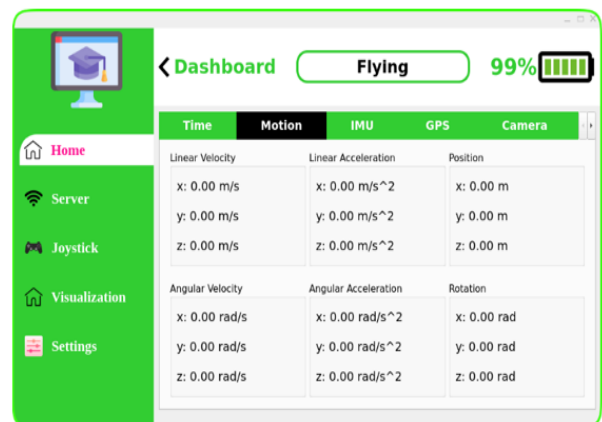 Dashboard
Flying
99%
Home
Server
Joystick
Visualization
Settings
Time Motion IMU GPS Camera
Linear Velocity
x: 0.00 m/s
y: 0.00 m/s
z: 0.00 m/s
Linear Acceleration
x: 0.00 m/s^2
y: 0.00 m/s^2
z: 0.00 m/s^2
Position
x: 0.00 m
y: 0.00 m
z: 0.00 m
Angular Velocity
x: 0.00 rad/s
y: 0.00 rad/s
z: 0.00 rad/s
Angular Acceleration
x: 0.00 rad/s^2
y: 0.00 rad/s^2
z: 0.00 rad/s^2
Rotation
x: 0.00 rad
y: 0.00 rad
z: 0.00 rad